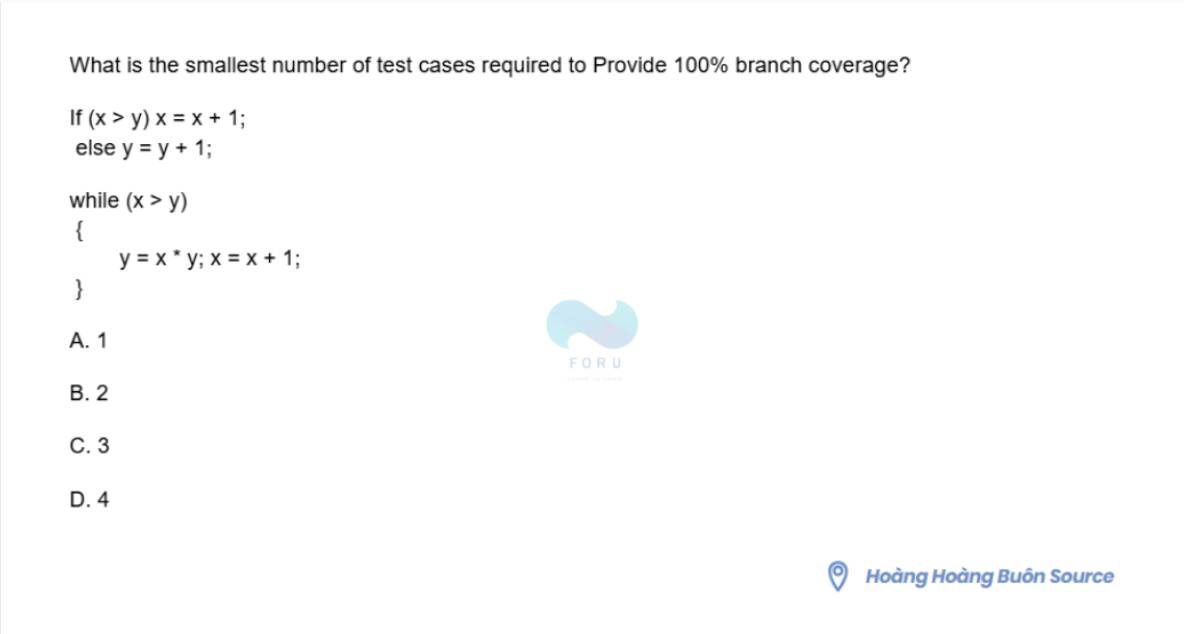 What is the smallest number of test cases required to Provide 100% branch coverage?
If (x > y) x = x + 1;
else y = y + 1;
while (x > y)
{
y = x * y; x = x + 1;
}
A. 1
FORU
B. 2
C. 3
D. 4
Hoàng Hoàng Buôn Source